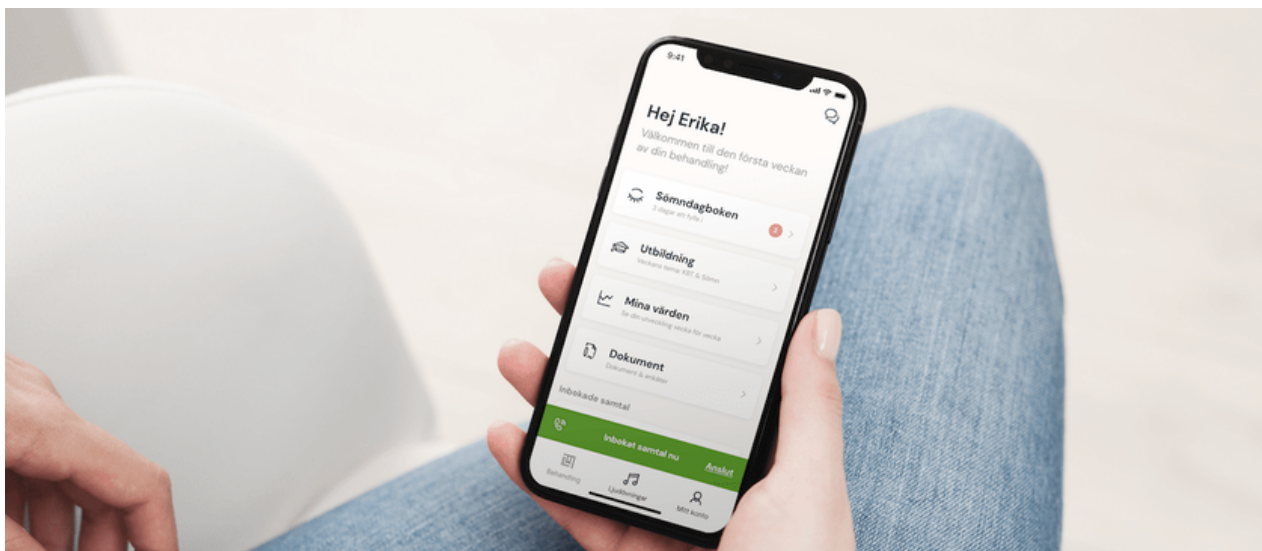 9:41
Hej Erika!
Välkommen till den första veckan
av din behandling!
Sömndagboken
3 dagar att fylla i
3
Utbildning
Veckans tema: KBT & Sömn
Mina värden
Se din utveckling vecka för vecka
Dokument
Dokument & enkäter
Inbokade samtal
Inbokat samtal nu
Anslut
Behandling
Ljudövningar
Mitt konto